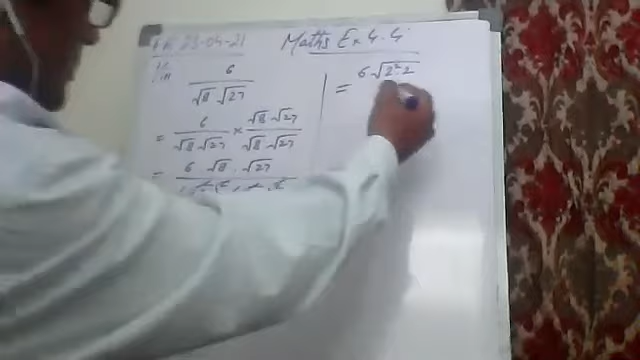 23-04-21 Maths Ex 4.4
6
√8 √27
= 6 / √8 √27 × √8 √27 / √8 √27
= 6 √8 . √27
= 6 √2².2